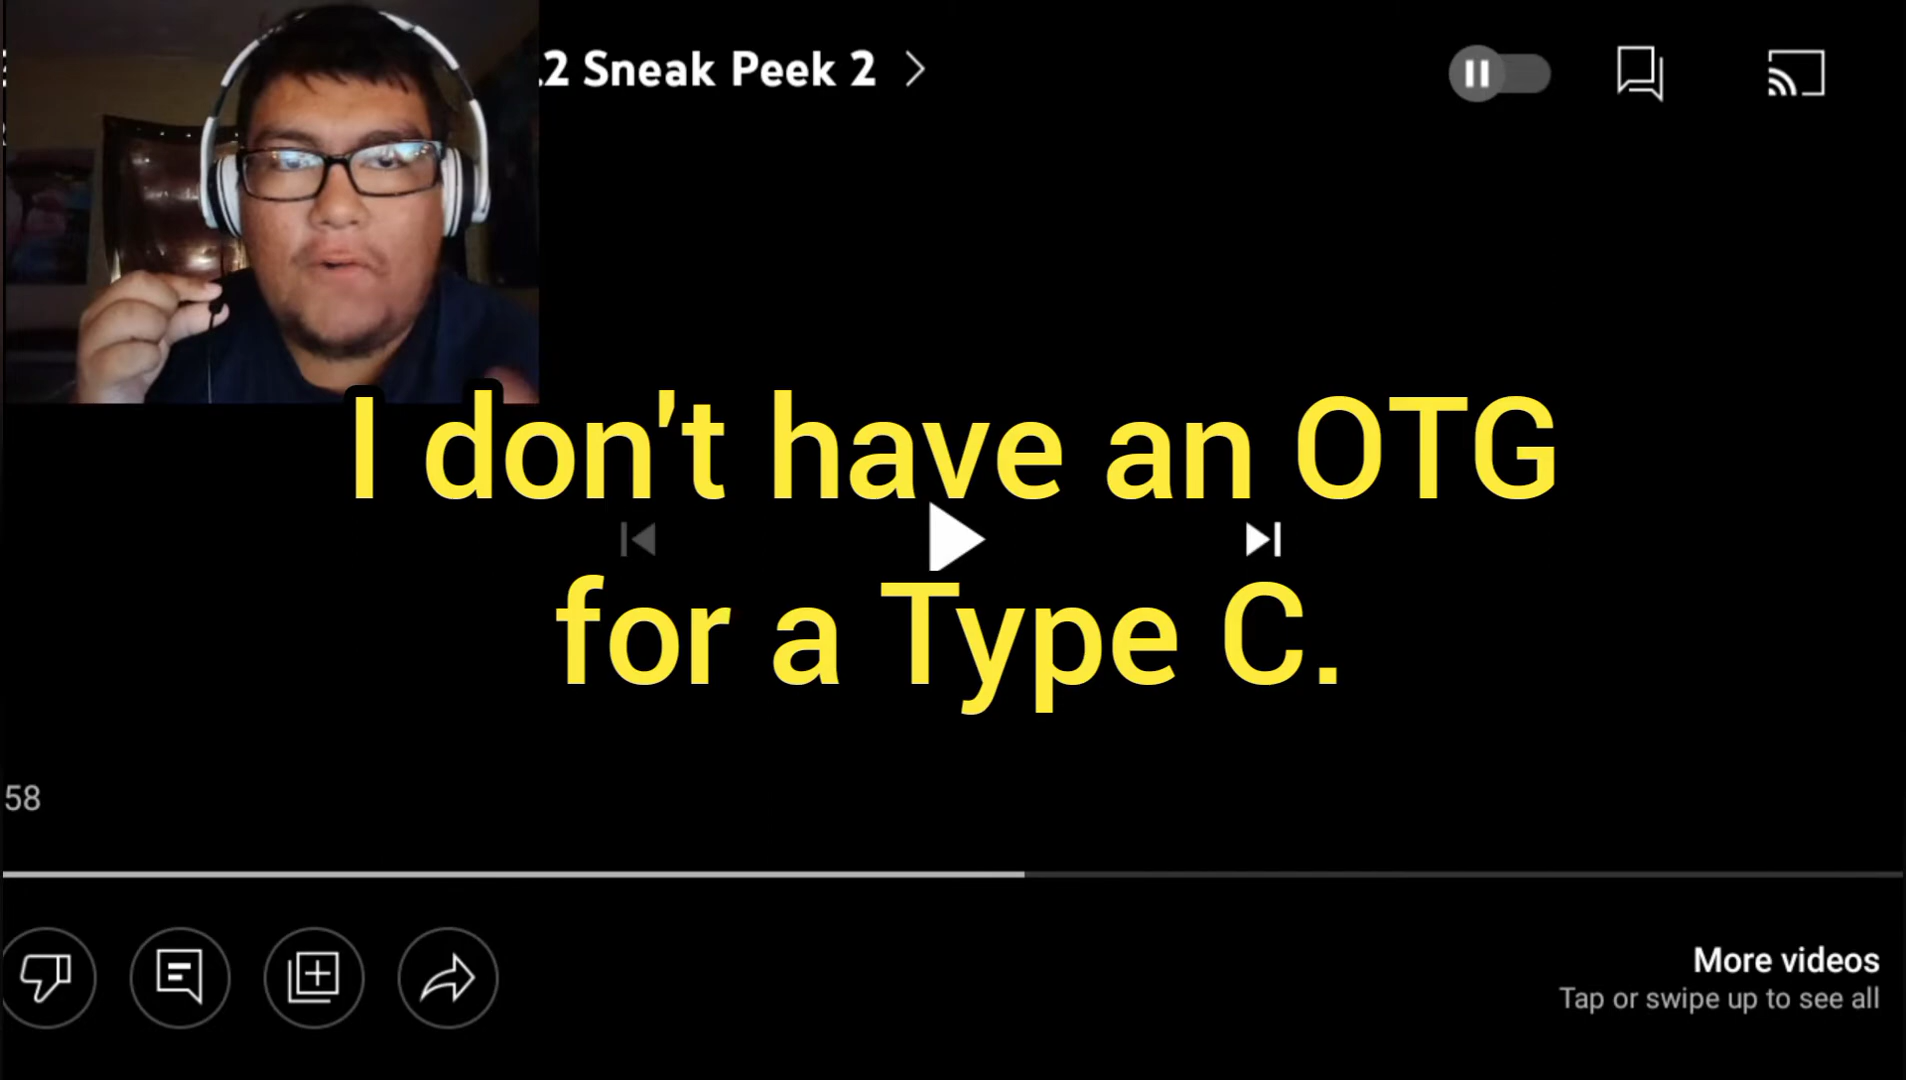 .2 Sneak Peek 2
I don't have an OTG
for a Type C.
58
More videos
Tap or swipe up to see all